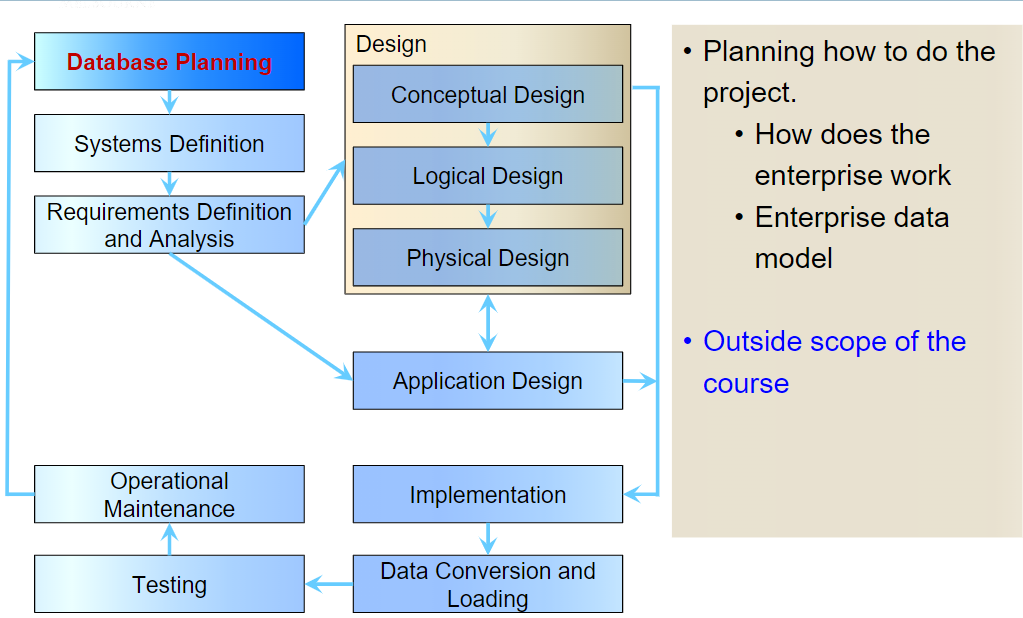 Database Planning
Systems Definition
Requirements Definition
and Analysis
Design
Conceptual Design
Logical Design
Physical Design
Application Design
Operational
Maintenance
Implementation
Testing
Data Conversion and
Loading
• Planning how to do the
project.
• How does the
enterprise work
• Enterprise data
model
• Outside scope of the
course